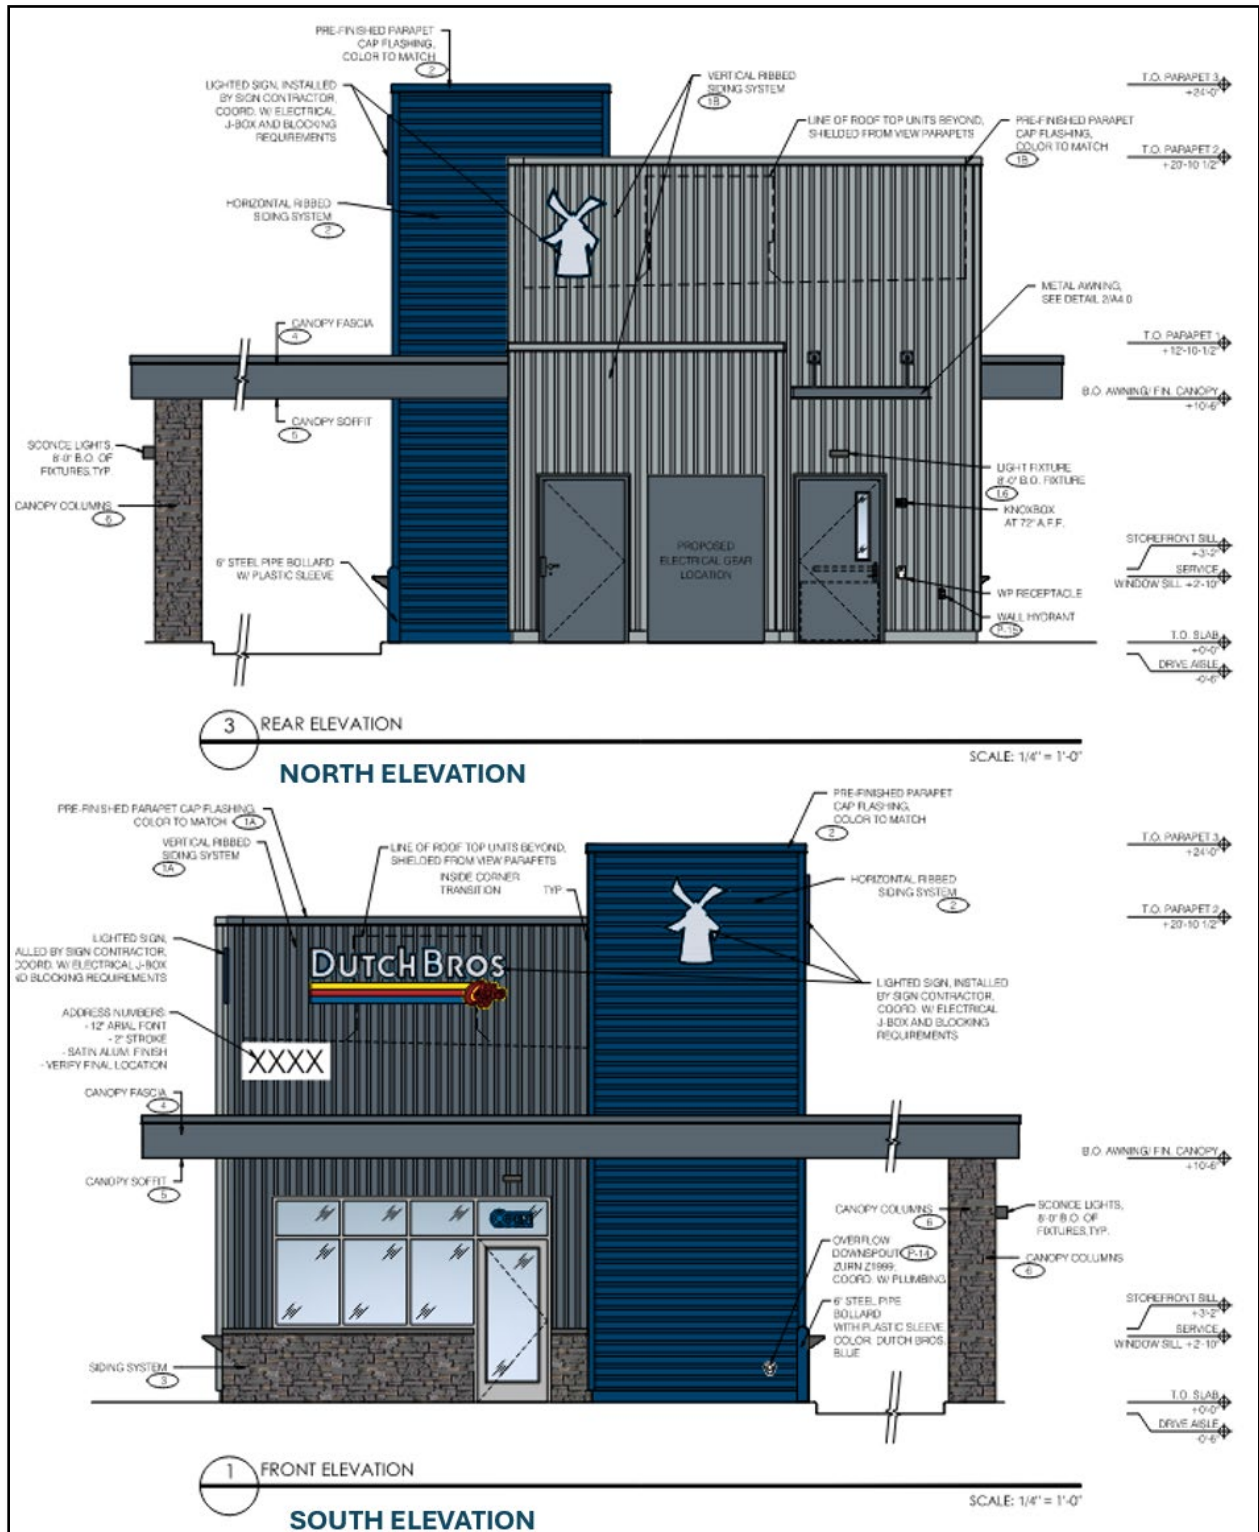 PRE-FINISHED PARAPET
CAP FLASHING,
COLOR TO MATCH
2
LIGHTED SIGN, INSTALLED
BY SIGN CONTRACTOR,
COORD. W/ ELECTRICAL
J-BOX AND BLOCKING
REQUIREMENTS
VERTICAL RIBBED
SIDING SYSTEM
1B
LINE OF ROOF TOP UNITS BEYOND,
SHIELDED FROM VIEW PARAPETS
PRE-FINISHED PARAPET
CAP FLASHING,
COLOR TO MATCH
1B
T.O. PARAPET 3
+24'-0"
T.O. PARAPET 2
+20'-10 1/2"
HORIZONTAL RIBBED
SIDING SYSTEM
2
METAL AWNING,
SEE DETAIL 2/A4.0
CANOPY FASCIA
4
T.O. PARAPET 1
+12'-10-1/2"
B.O. AWNING/ FIN. CANOPY
+10'-6"
CANOPY SOFFIT
5
SCONCE LIGHTS,
8'-0" B.O. OF
FIXTURES,TYP.
CANOPY COLUMNS
6
LIGHT FIXTURE
8'-0" B.O. FIXTURE
L6
KNOXBOX
AT 72" A.F.F.
6" STEEL PIPE BOLLARD
W/ PLASTIC SLEEVE
PROPOSED
ELECTRICAL GEAR
LOCATION
STOREFRONT SILL
+3'-2"
SERVICE
WINDOW SILL +2'-10"
WP RECEPTACLE
WALL HYDRANT
P-15
T.O. SLAB
+0'-0"
DRIVE AISLE
-0'-6"
3 REAR ELEVATION
SCALE: 1/4" = 1'-0"
NORTH ELEVATION
PRE-FINISHED PARAPET CAP FLASHING,
COLOR TO MATCH 1A
VERTICAL RIBBED
SIDING SYSTEM
1A
LINE OF ROOF TOP UNITS BEYOND,
SHIELDED FROM VIEW PARAPETS
INSIDE CORNER
TRANSITION TYP
PRE-FINISHED PARAPET
CAP FLASHING,
COLOR TO MATCH
2
T.O. PARAPET 3
+24'-0"
HORIZONTAL RIBBED
SIDING SYSTEM
2
T.O. PARAPET 2
+20'-10 1/2"
LIGHTED SIGN,
ALLED BY SIGN CONTRACTOR,
COORD. W/ ELECTRICAL J-BOX
ND BLOCKING REQUIREMENTS
DUTCH BROS
LIGHTED SIGN, INSTALLED
BY SIGN CONTRACTOR,
COORD. W/ ELECTRICAL
J-BOX AND BLOCKING
REQUIREMENTS
ADDRESS NUMBERS:
- 12" ARIAL FONT
- 2" STROKE
- SATIN ALUM. FINISH
- VERIFY FINAL LOCATION
XXXX
CANOPY FASCIA
4
B.O. AWNING/ FIN. CANOPY
+10'-6"
CANOPY SOFFIT
5
CANOPY COLUMNS
6
SCONCE LIGHTS,
8'-0" B.O. OF
FIXTURES,TYP.
OVERFLOW
DOWNSPOUT P-14
ZURN Z1999;
COORD. W/ PLUMBING
CANOPY COLUMNS
6
6" STEEL PIPE
BOLLARD
WITH PLASTIC SLEEVE
COLOR: DUTCH BROS.
BLUE
STOREFRONT SILL
+3'-2"
SERVICE
WINDOW SILL +2'-10"
SIDING SYSTEM
3
T.O. SLAB
+0'-0"
DRIVE AISLE
-0'-6"
1 FRONT ELEVATION
SCALE: 1/4" = 1'-0"
SOUTH ELEVATION